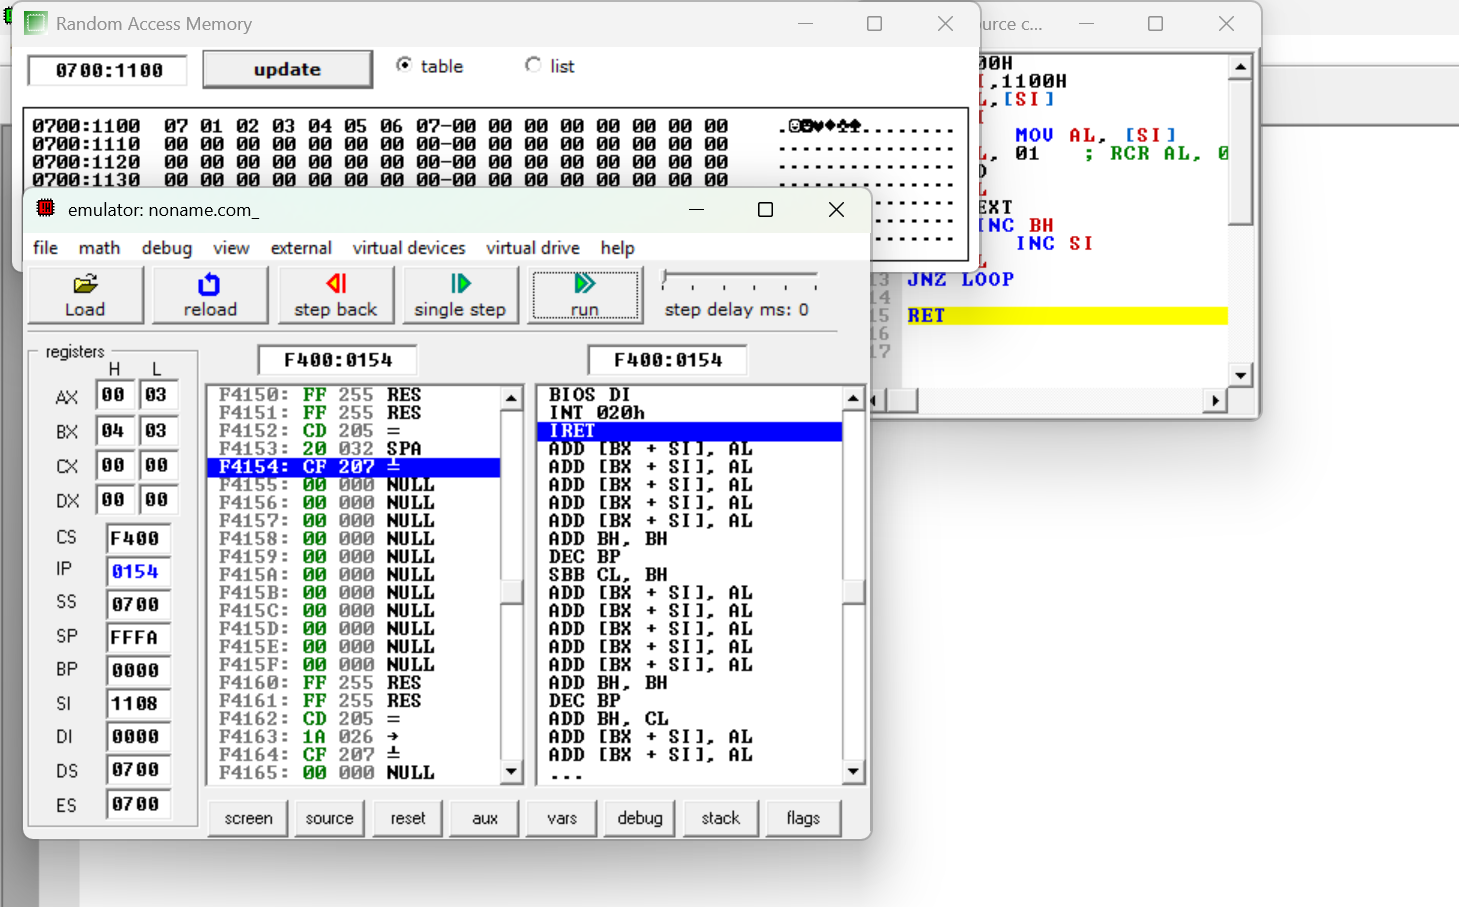 Random Access Memory
0700:1100 update table list
0700:1100 07 01 02 03 04 05 06 07-00 00 00 00 00 00 00 00 .☺☻♥♦♣♠.........
0700:1110 00 00 00 00 00 00 00 00-00 00 00 00 00 00 00 00 ................
0700:1120 00 00 00 00 00 00 00 00-00 00 00 00 00 00 00 00 ................
0700:1130 00 00 00 00 00 00 00 00-00 00 00 00 00 00 00 00 ................
urce c...
00H
,1100H
,[SI]
MOV AL, [SI]
, 01 ; RCR AL, 0
EXT
INC BH
INC SI
13 JNZ LOOP
14
15 RET
16
17
emulator: noname.com_
file math debug view external virtual devices virtual drive help
Load reload step back single step run step delay ms: 0
registers
H L
AX 00 03
BX 04 03
CX 00 00
DX 00 00
CS F400
IP 0154
SS 0700
SP FFFA
BP 0000
SI 1108
DI 0000
DS 0700
ES 0700
F400:0154
F4150: FF 255 RES
F4151: FF 255 RES
F4152: CD 205 =
F4153: 20 032 SPA
F4154: CF 207 ╧
F4155: 00 000 NULL
F4156: 00 000 NULL
F4157: 00 000 NULL
F4158: 00 000 NULL
F4159: 00 000 NULL
F415A: 00 000 NULL
F415B: 00 000 NULL
F415C: 00 000 NULL
F415D: 00 000 NULL
F415E: 00 000 NULL
F415F: 00 000 NULL
F4160: FF 255 RES
F4161: FF 255 RES
F4162: CD 205 =
F4163: 1A 026 →
F4164: CF 207 ╧
F4165: 00 000 NULL
F400:0154
BIOS DI
INT 020h
IRET
ADD [BX + SI], AL
ADD [BX + SI], AL
ADD [BX + SI], AL
ADD [BX + SI], AL
ADD [BX + SI], AL
ADD BH, BH
DEC BP
SBB CL, BH
ADD [BX + SI], AL
ADD [BX + SI], AL
ADD [BX + SI], AL
ADD [BX + SI], AL
ADD [BX + SI], AL
ADD BH, BH
DEC BP
ADD BH, CL
ADD [BX + SI], AL
ADD [BX + SI], AL
...
screen source reset aux vars debug stack flags